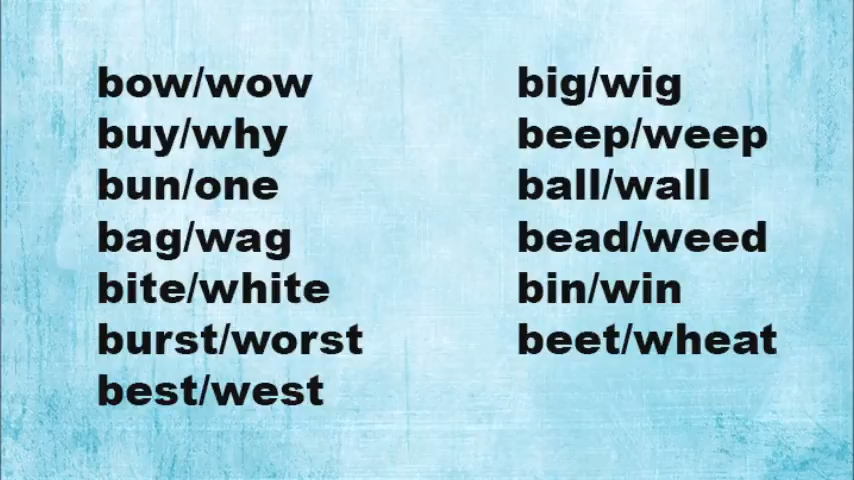 bow/wow
buy/why
bun/one
bag/wag
bite/white
burst/worst
best/west
big/wig
beep/weep
ball/wall
bead/weed
bin/win
beet/wheat